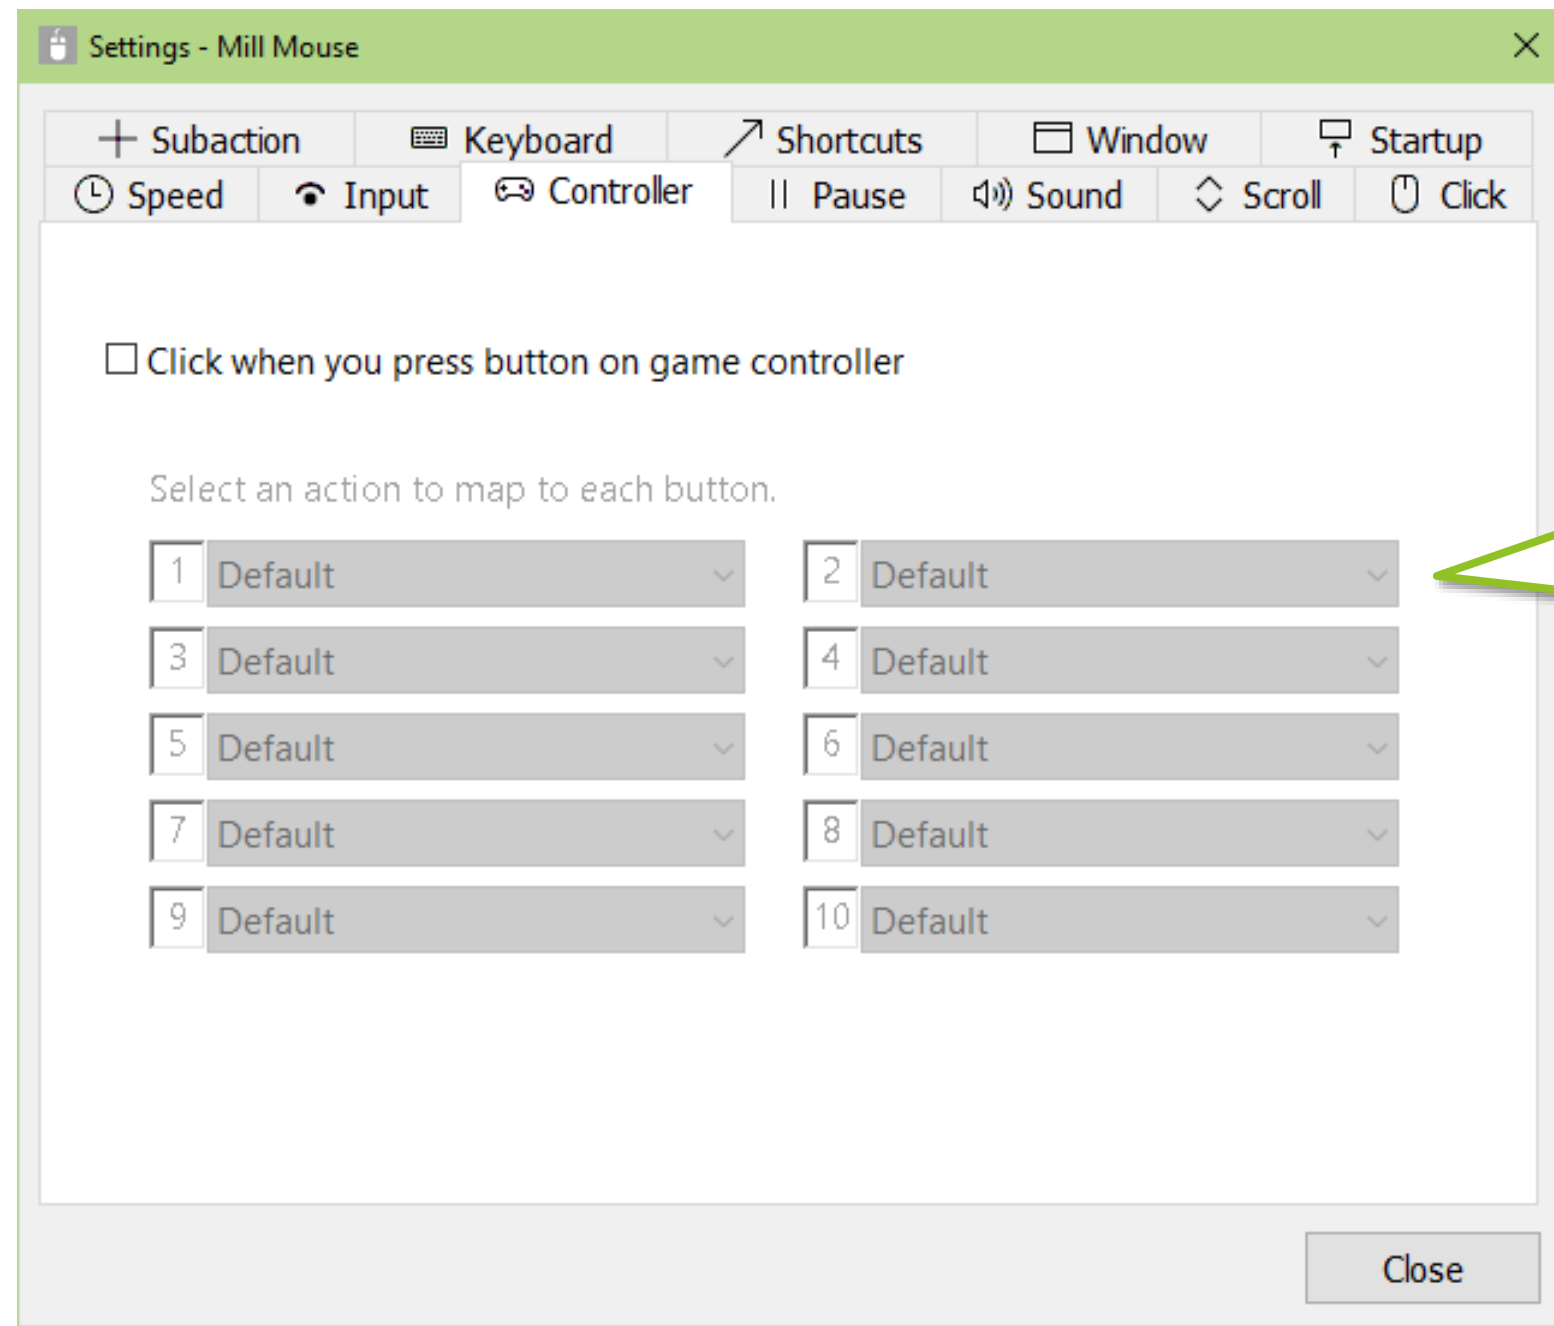 Settings - Mill Mouse
Subaction Keyboard Shortcuts Window Startup
Speed Input Controller Pause Sound Scroll Click
Click when you press button on game controller
Select an action to map to each button.
1 Default 2 Default
3 Default 4 Default
5 Default 6 Default
7 Default 8 Default
9 Default 10 Default
Close